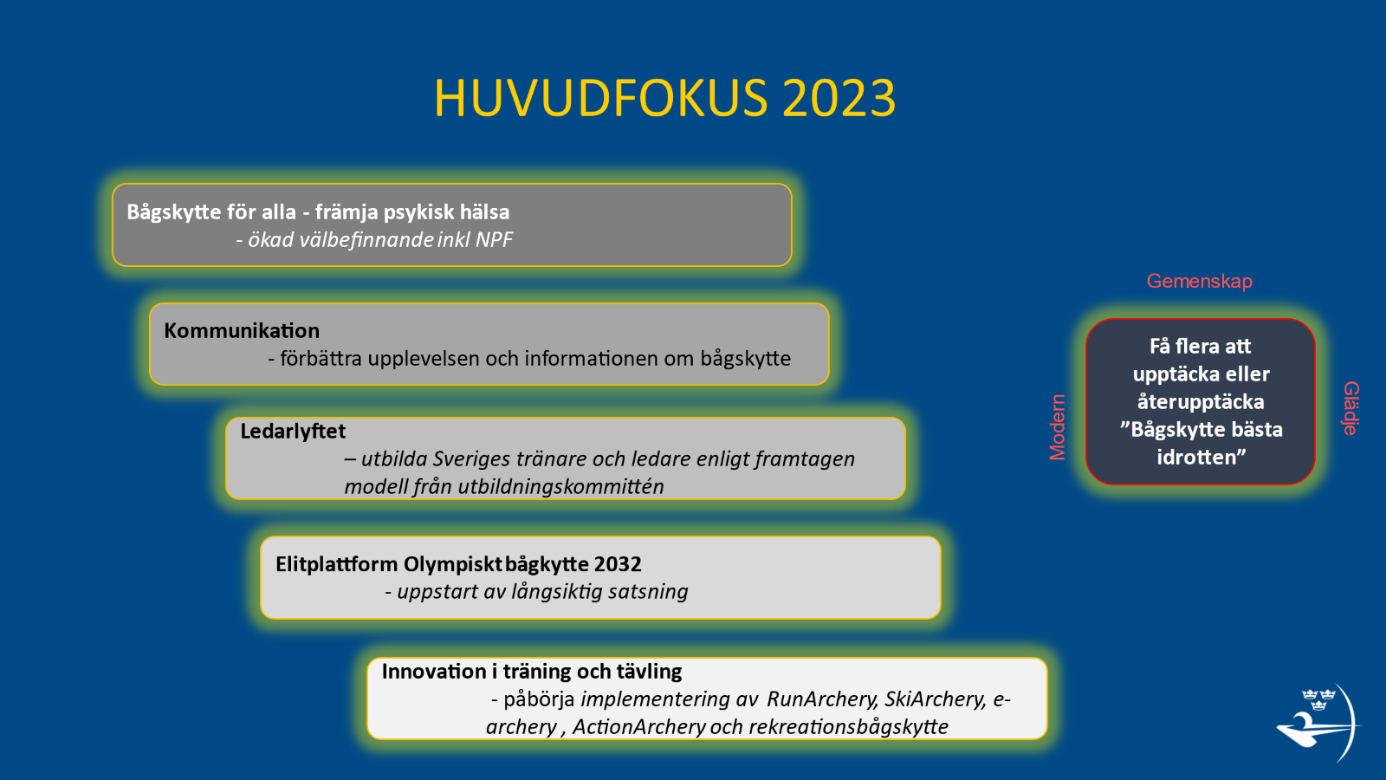 HUVUDFOKUS 2023
Bågskytte för alla - främja psykisk hälsa
- ökad välbefinnande inkl NPF
Kommunikation
- förbättra upplevelsen och informationen om bågskytte
Ledarlyftet
– utbilda Sveriges tränare och ledare enligt framtagen
modell från utbildningskommittén
Elitplattform Olympiskt bågkytte 2032
- uppstart av långsiktig satsning
Innovation i träning och tävling
- påbörja implementering av RunArchery, SkiArchery, e-
archery , ActionArchery och rekreationsbågskytte
Gemenskap
Modern
Få flera att
upptäcka eller
återupptäcka
”Bågskytte bästa
idrotten”
Glädje